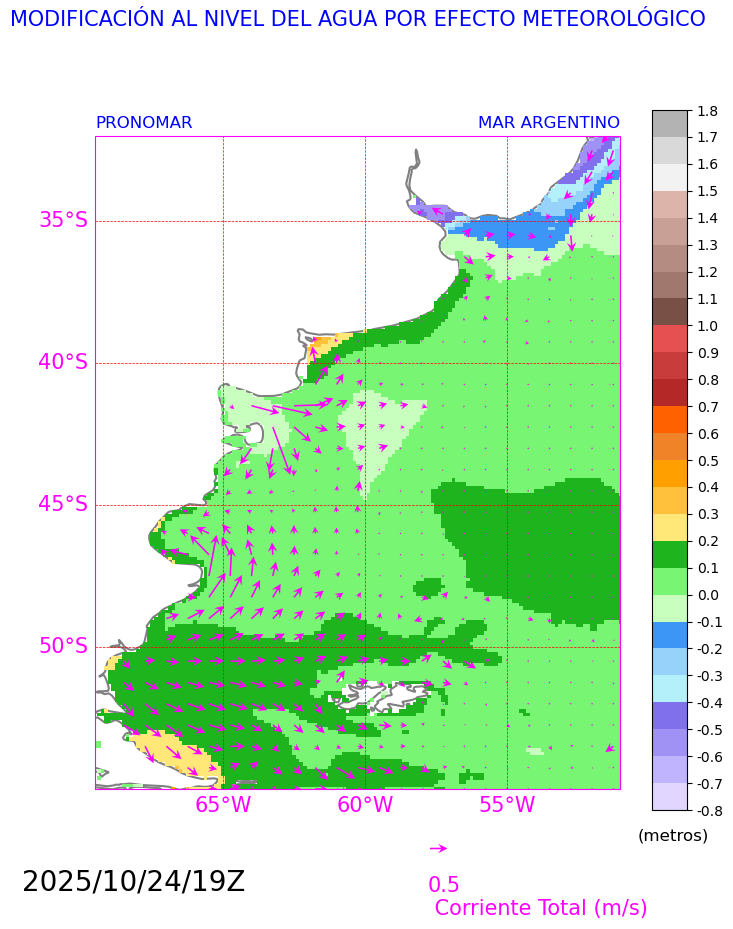 MODIFICACIÓN AL NIVEL DEL AGUA POR EFECTO METEOROLÓGICO
PRONOMAR
MAR ARGENTINO
35°S
40°S
45°S
50°S
65°W
60°W
55°W
1.8
1.7
1.6
1.5
1.4
1.3
1.2
1.1
1.0
0.9
0.8
0.7
0.6
0.5
0.4
0.3
0.2
0.1
0.0
-0.1
-0.2
-0.3
-0.4
-0.5
-0.6
-0.7
-0.8
(metros)
2025/10/24/19Z
0.5
Corriente Total (m/s)